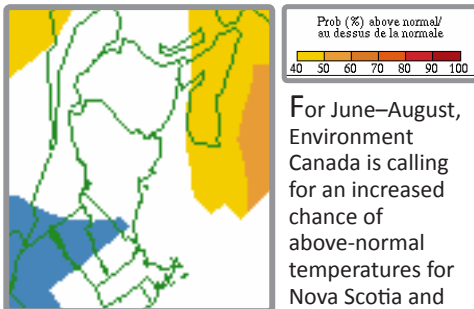 Prob (%) above normal/
au dessus de la normale
40 50 60 70 80 90 100
For June–August,
Environment
Canada is calling
for an increased
chance of
above-normal
temperatures for
Nova Scotia and